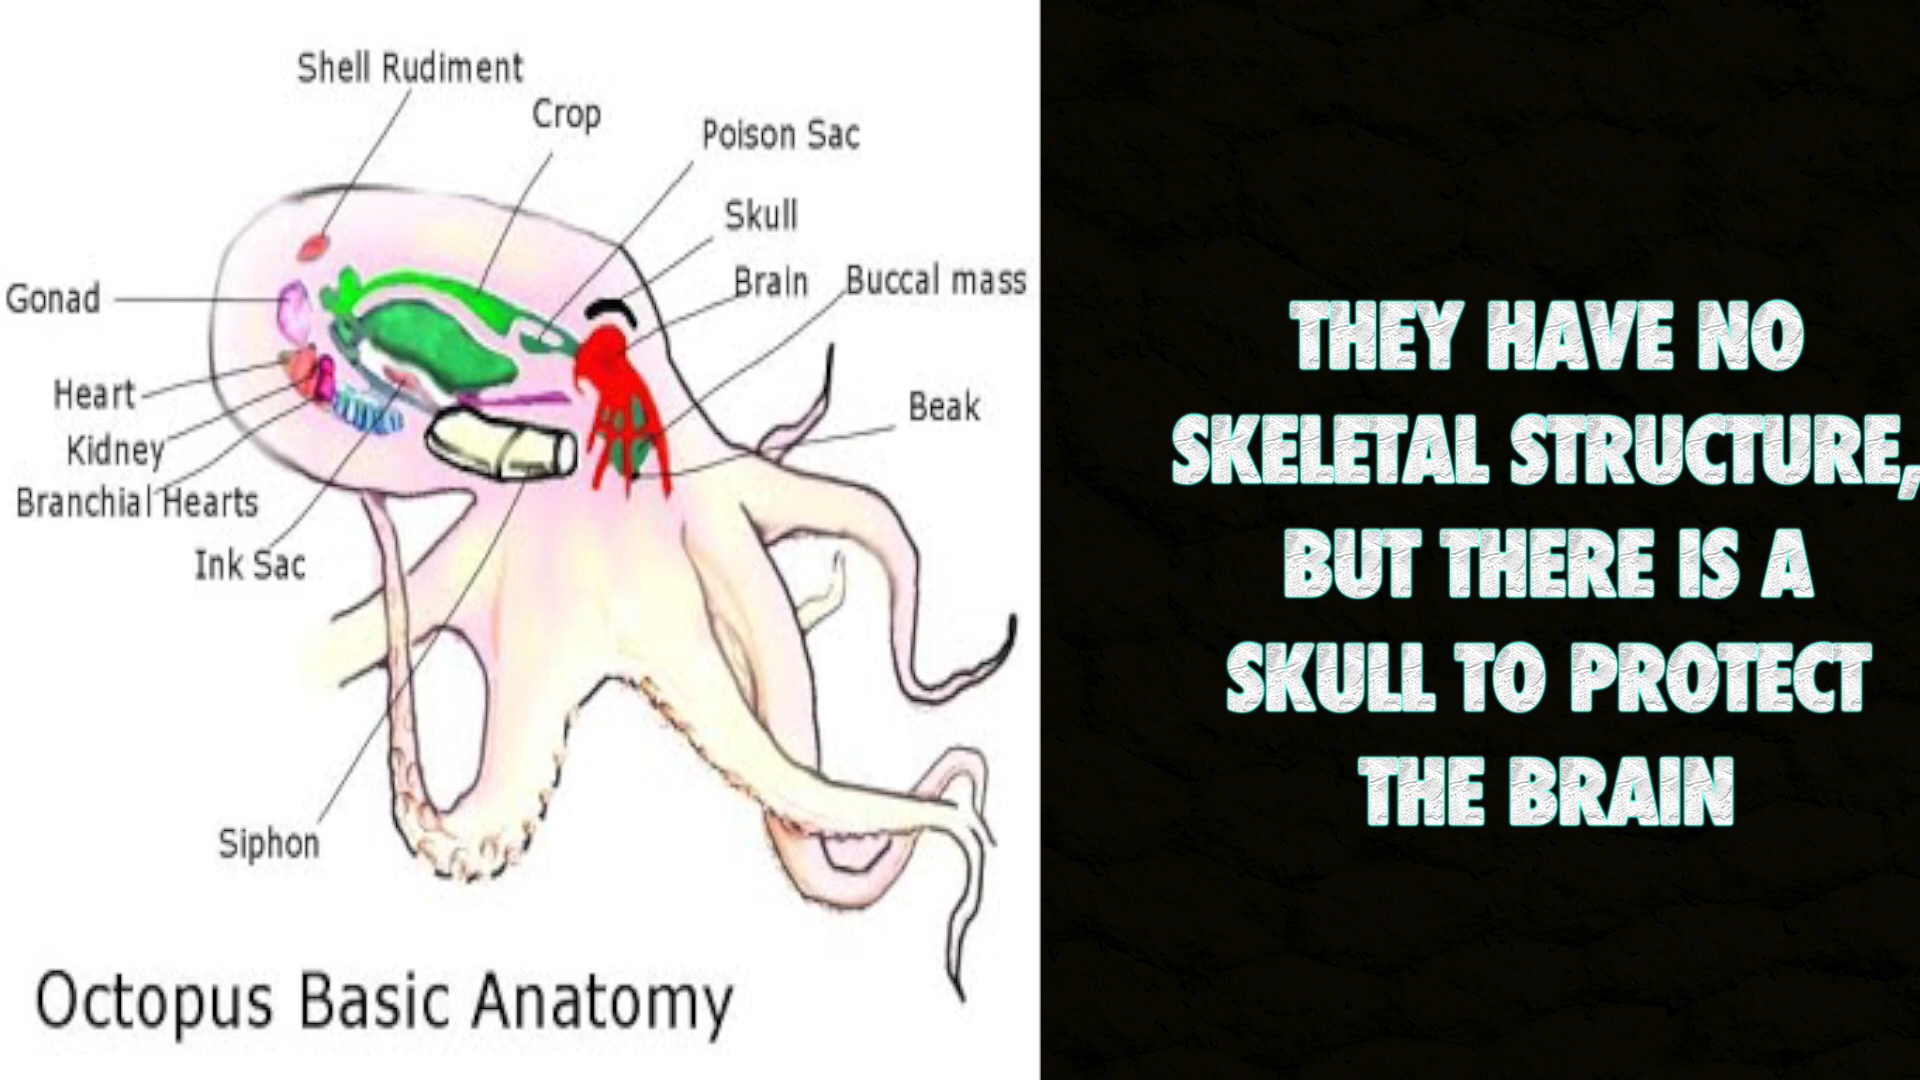 Shell Rudiment
Crop
Poison Sac
Skull
Brain
Buccal mass
Gonad
Heart
Beak
Kidney
Branchial Hearts
Ink Sac
Siphon
Octopus Basic Anatomy
THEY HAVE NO
SKELETAL STRUCTURE,
BUT THERE IS A
SKULL TO PROTECT
THE BRAIN